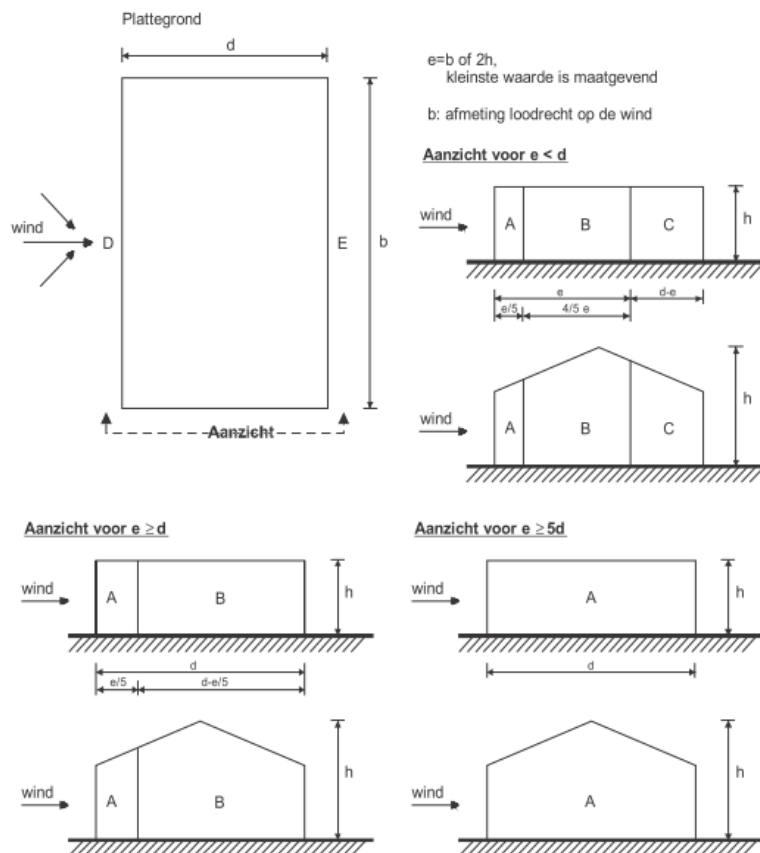 Plattegrond
d
e=b of 2h,
kleinste waarde is maatgevend
b: afmeting loodrecht op de wind
wind
D
E
b
Aanzicht
Aanzicht voor e < d
wind
A
B
C
h
e
d-e
e/5
4/5 e
wind
A
B
C
h
Aanzicht voor e ≥ d
wind
A
B
h
d
e/5
d-e/5
wind
A
B
h
Aanzicht voor e ≥ 5d
wind
A
h
d
wind
A
h